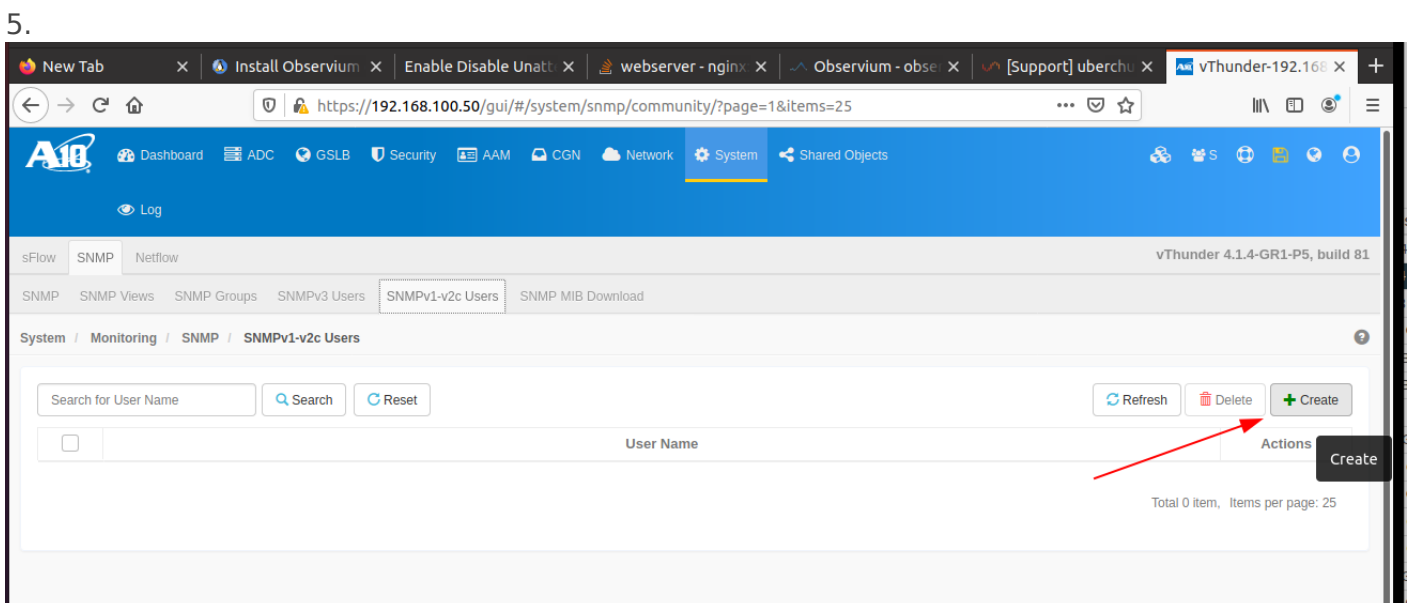 5.
New Tab Install Observium Enable Disable Unatt webserver - nginx Observium - obser [Support] uberchu vThunder-192.168
https://192.168.100.50/gui/#/system/snmp/community/?page=1&items=25
A10 Dashboard ADC GSLB Security AAM CGN Network System Shared Objects S
Log
sFlow SNMP Netflow vThunder 4.1.4-GR1-P5, build 81
SNMP SNMP Views SNMP Groups SNMPv3 Users SNMPv1-v2c Users SNMP MIB Download
System / Monitoring / SNMP / SNMPv1-v2c Users
Search for User Name Search Reset Refresh Delete + Create
User Name Actions
Create
Total 0 item, Items per page: 25